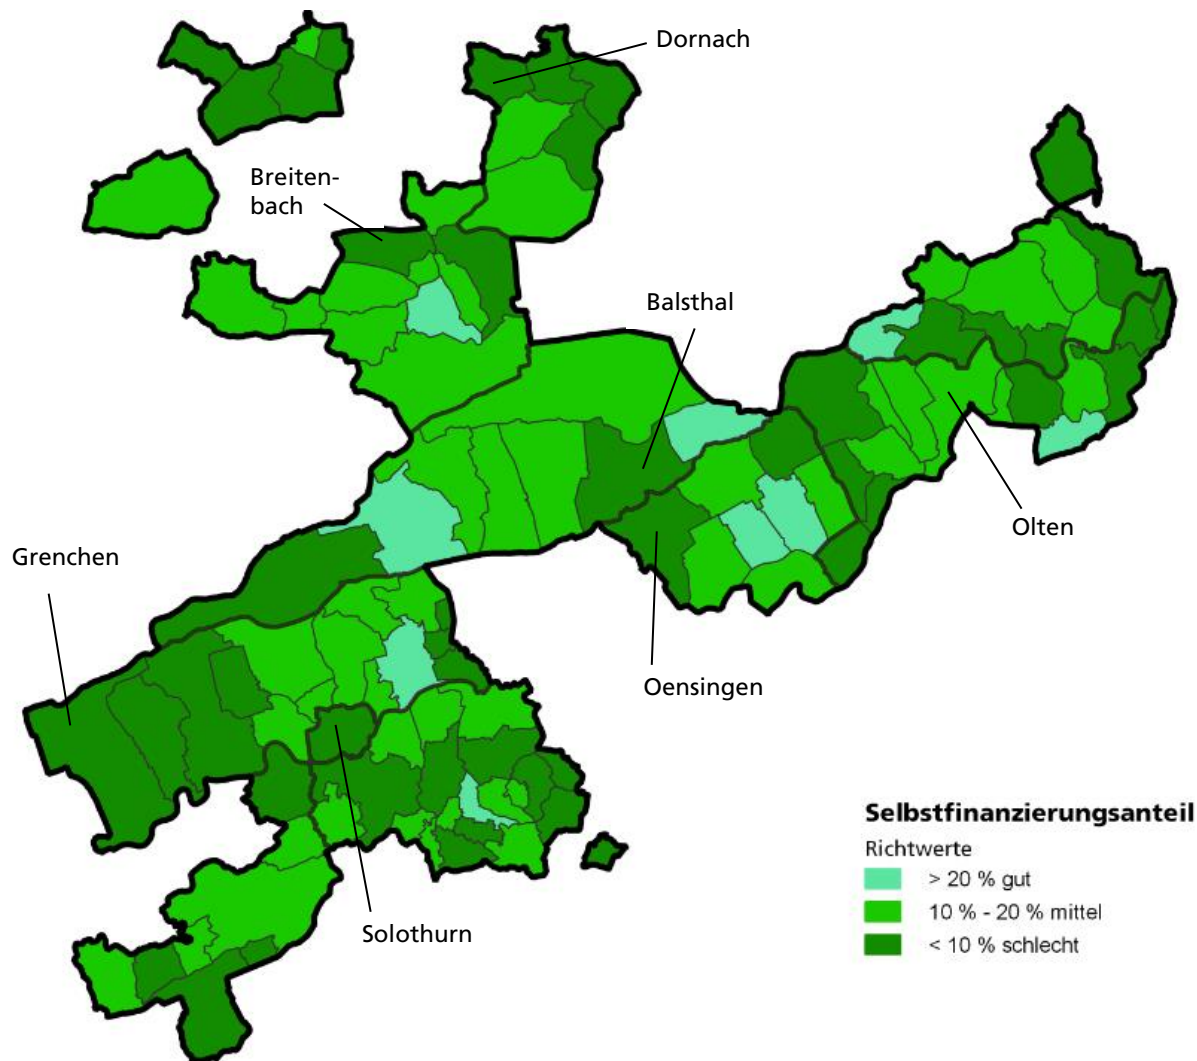 Dornach
Breiten-
bach
Balsthal
Olten
Grenchen
Oensingen
Solothurn
Selbstfinanzierungsanteil
Richtwerte
> 20 % gut
10 % - 20 % mittel
< 10 % schlecht